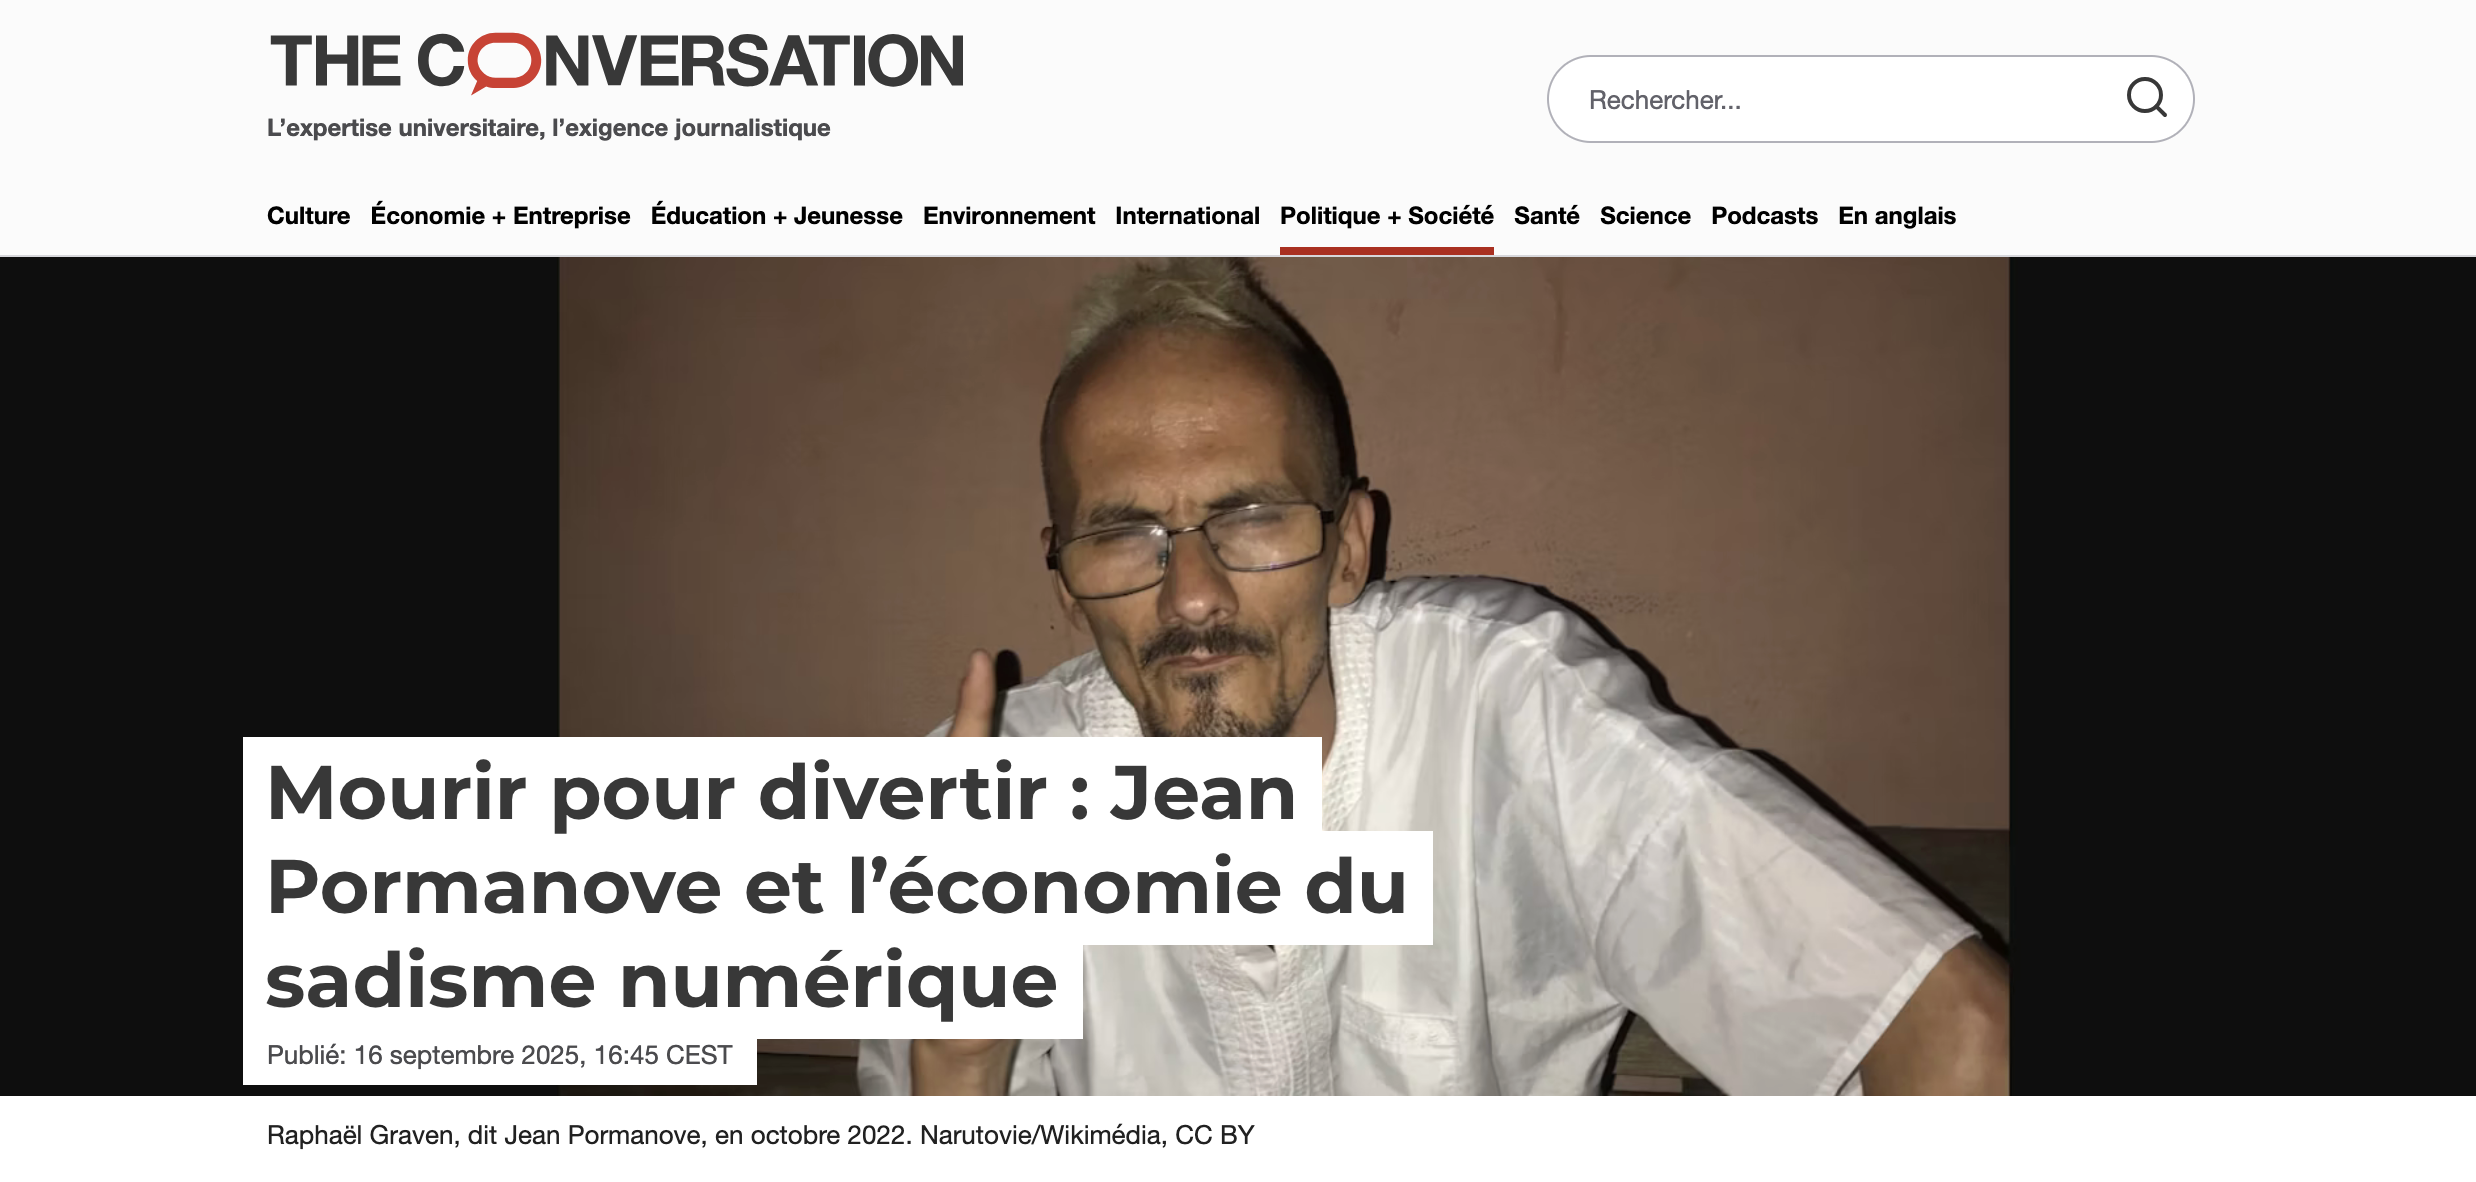 THE CONVERSATION
L’expertise universitaire, l’exigence journalistique
Rechercher...
Culture Économie + Entreprise Éducation + Jeunesse Environnement International Politique + Société Santé Science Podcasts En anglais
Mourir pour divertir : Jean
Pormanove et l’économie du
sadisme numérique
Publié: 16 septembre 2025, 16:45 CEST
Raphaël Graven, dit Jean Pormanove, en octobre 2022. Narutovie/Wikimédia, CC BY